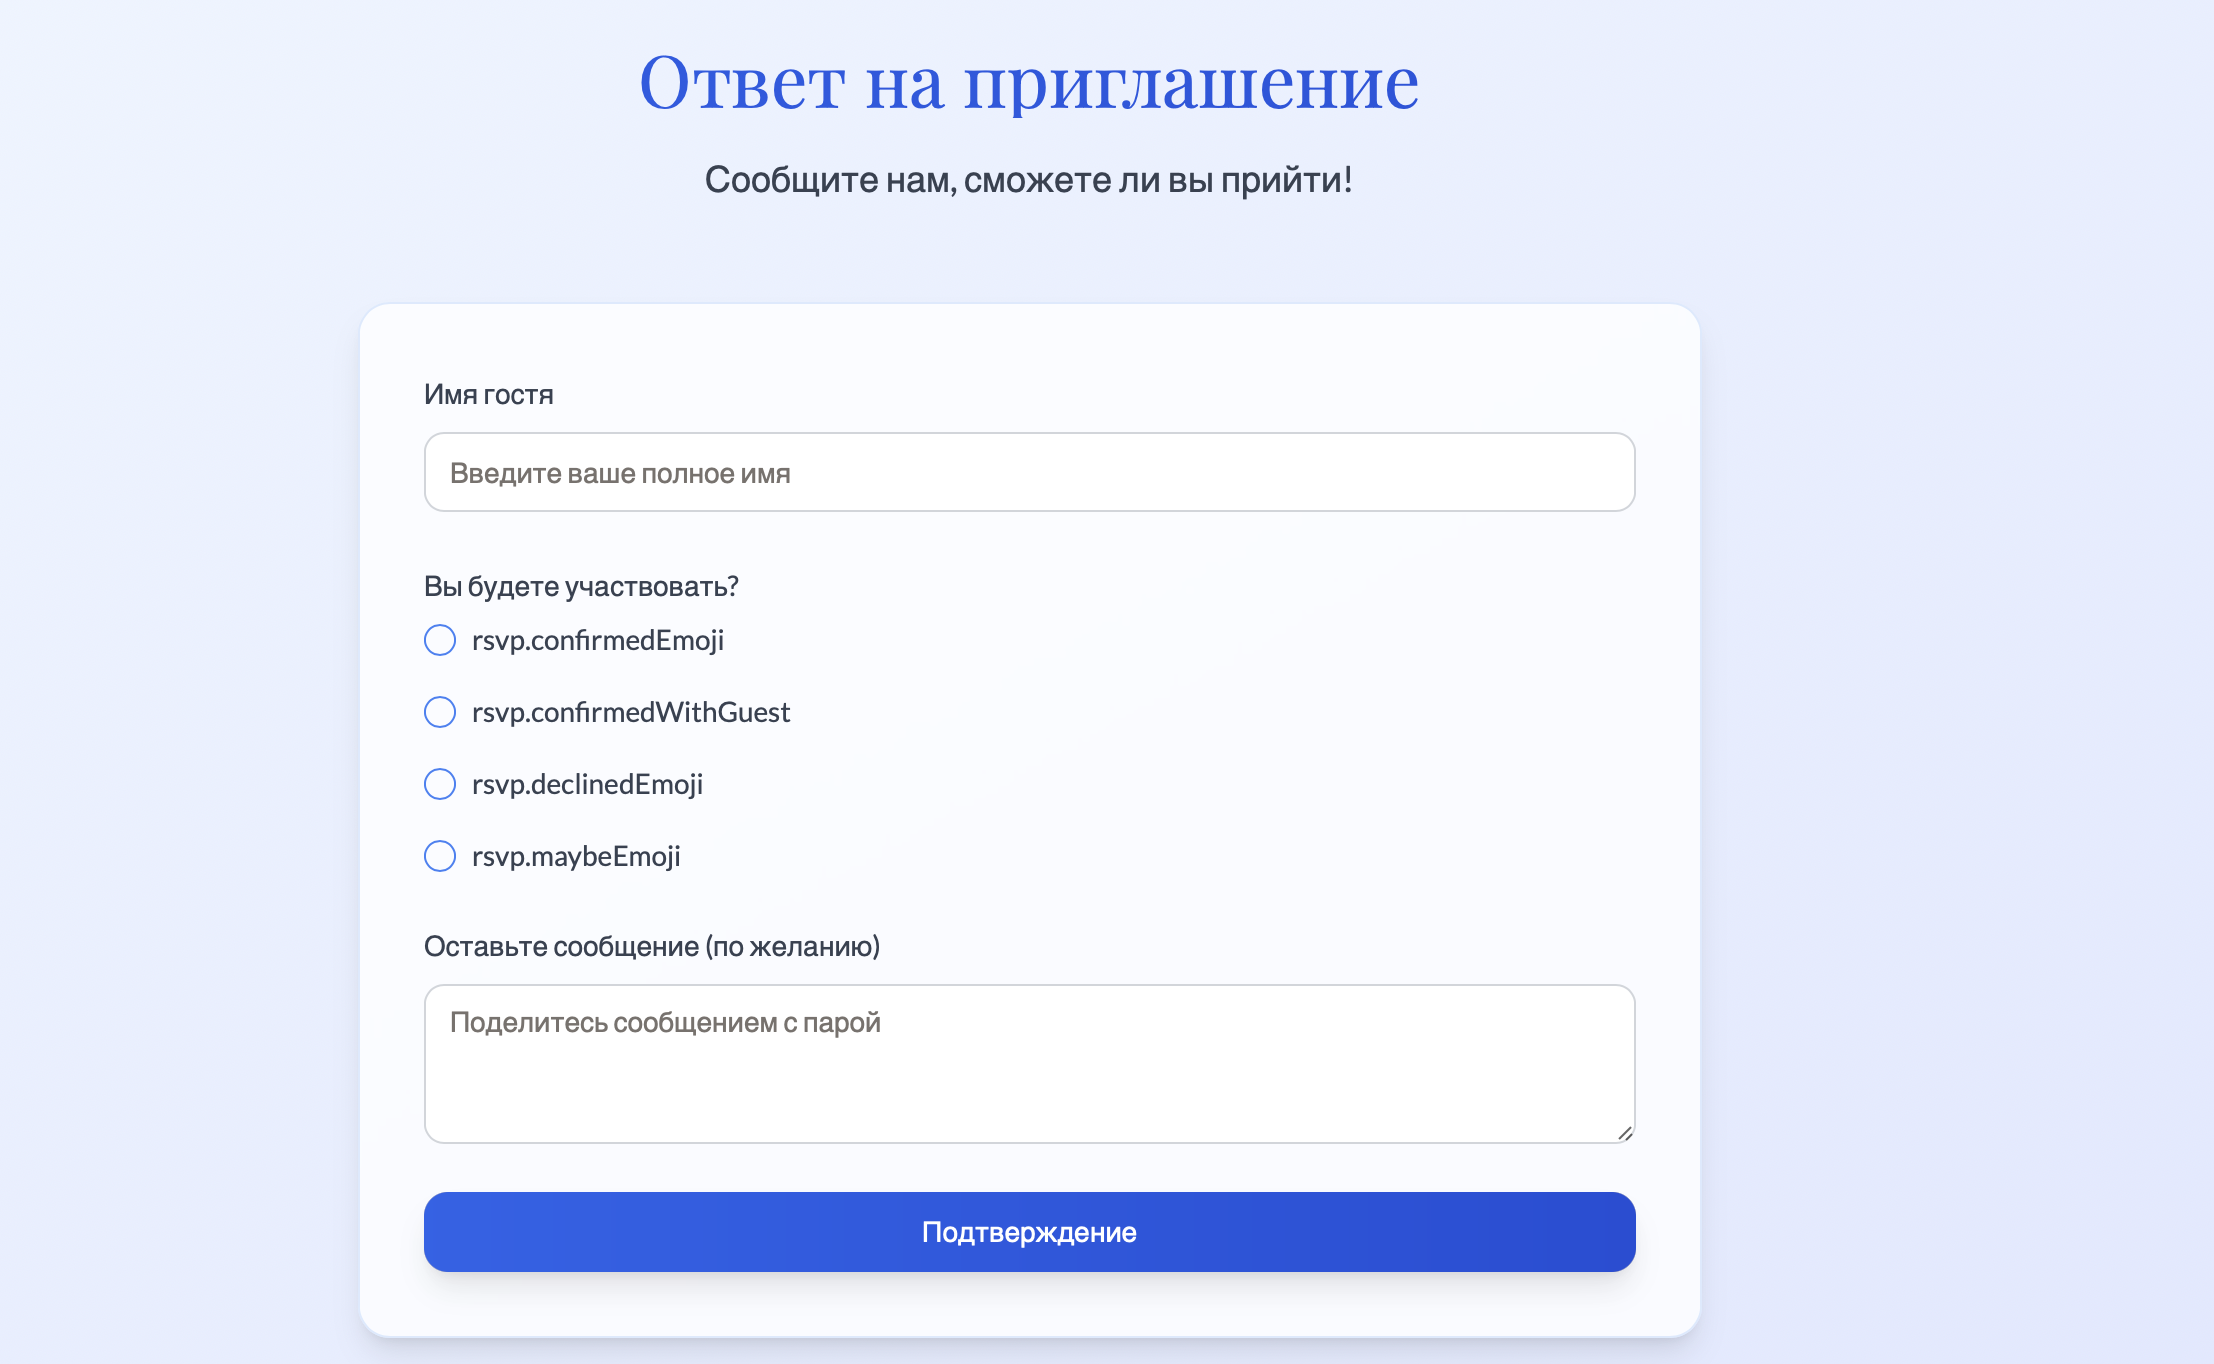 Ответ на приглашение
Сообщите нам, сможете ли вы прийти!
Имя гостя
Введите ваше полное имя
Вы будете участвовать?
rsvp.confirmedEmoji
rsvp.confirmedWithGuest
rsvp.declinedEmoji
rsvp.maybeEmoji
Оставьте сообщение (по желанию)
Поделитесь сообщением с парой
Подтверждение